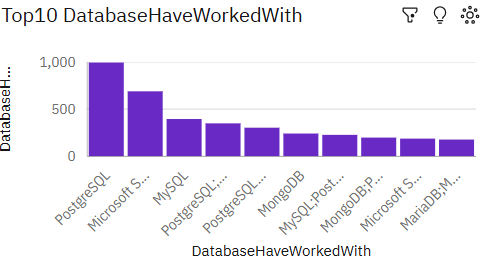 Top10 DatabaseHaveWorkedWith
DatabaseH...
1,000
500
0
PostgreSQL
Microsoft S...
MySQL
PostgreSQL;...
PostgreSQL...
MongoDB
MySQL;Post...
MongoDB;P...
Microsoft S...
MariaDB;M...
DatabaseHaveWorkedWith